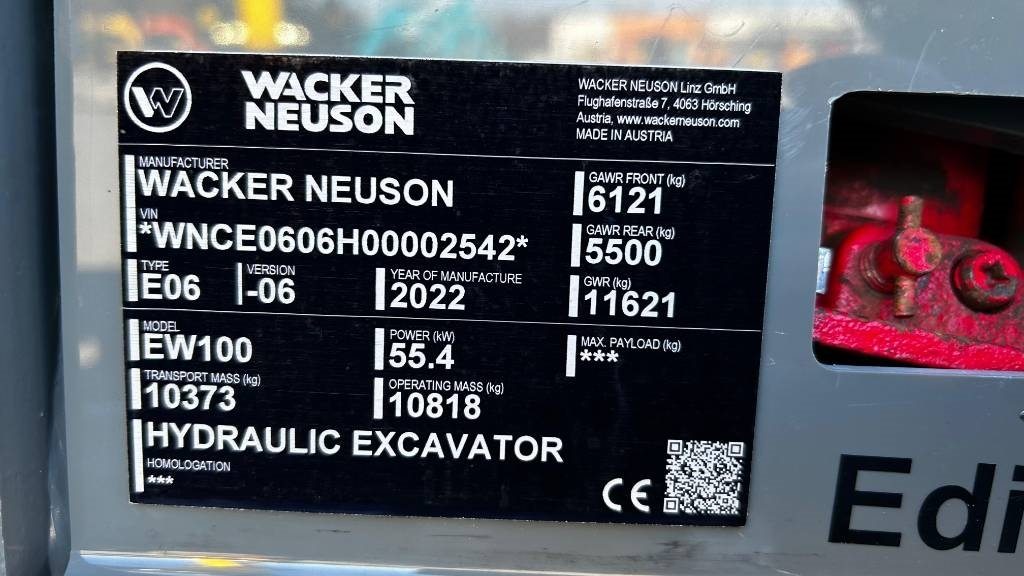 W
WACKER
NEUSON
WACKER NEUSON Linz GmbH
Flughafenstraße 7, 4063 Hörsching
Austria, www.wackerneuson.com
MADE IN AUSTRIA
MANUFACTURER
WACKER NEUSON
VIN
*WNCE0606H00002542*
TYPE
E06
VERSION
-06
YEAR OF MANUFACTURE
2022
GAWR FRONT (kg)
6121
GAWR REAR (kg)
5500
GWR (kg)
11621
MODEL
EW100
POWER (kW)
55.4
MAX. PAYLOAD (kg)
***
TRANSPORT MASS (kg)
10373
OPERATING MASS (kg)
10818
HYDRAULIC EXCAVATOR
HOMOLOGATION
***
CE
Edi